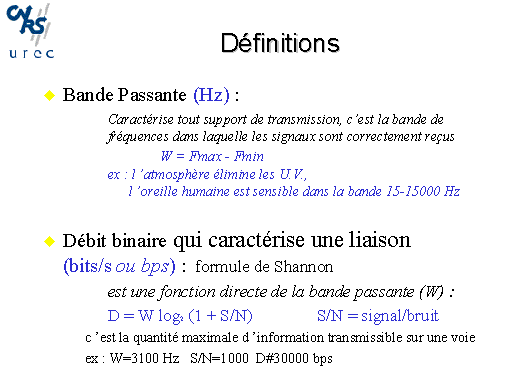 CNRS
urec
Définitions
Bande Passante (Hz) :
Caractérise tout support de transmission, c 'est la bande de
fréquences dans laquelle les signaux sont correctement reçus
W = Fmax - Fmin
ex : l 'atmosphère élimine les U.V.,
l 'oreille humaine est sensible dans la bande 15-15000 Hz
Débit binaire qui caractérise une liaison
(bits/s ou bps) : formule de Shannon
est une fonction directe de la bande passante (W) :
D = W log₂ (1 + S/N) S/N = signal/bruit
c 'est la quantité maximale d 'information transmissible sur une voie
ex : W=3100 Hz S/N=1000 D#30000 bps